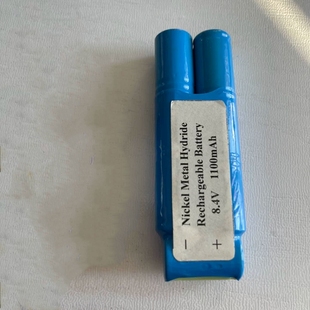 Nickel Metal Hydride
Rechargeable Battery
8.4V 1100mAh
– +